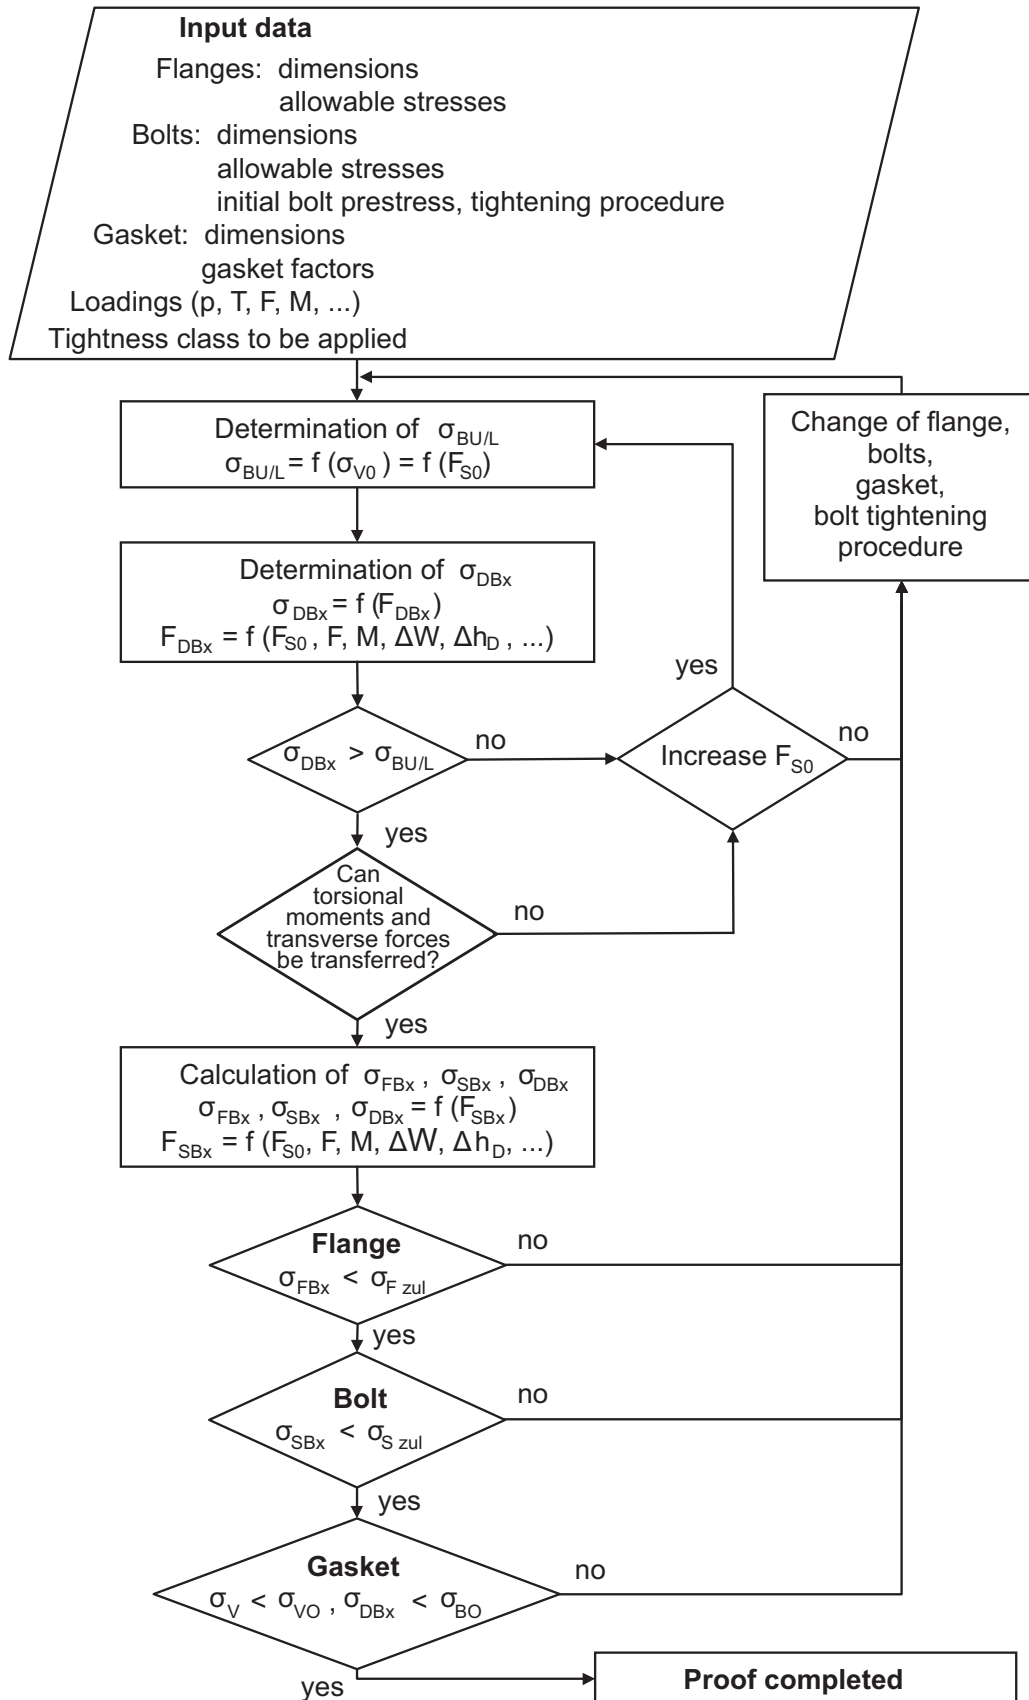 Input data
Flanges: dimensions
allowable stresses
Bolts: dimensions
allowable stresses
initial bolt prestress, tightening procedure
Gasket: dimensions
gasket factors
Loadings (p, T, F, M, ...)
Tightness class to be applied
Determination of σBU/L
σBU/L = f (σV0 ) = f (FS0)
Change of flange,
bolts,
gasket,
bolt tightening
procedure
Determination of σDBx
σDBx = f (FDBx)
FDBx = f (FS0 , F, M, ΔW, ΔhD , ...)
σDBx > σBU/L
no
yes
Increase FS0
yes
no
Can
torsional
moments and
transverse forces
be transferred?
no
yes
Calculation of σFBx , σSBx , σDBx
σFBx , σSBx , σDBx = f (FSBx)
FSBx = f (FS0, F, M, ΔW, ΔhD, ...)
Flange
σFBx < σF zul
no
yes
Bolt
σSBx < σS zul
no
yes
Gasket
σV < σVO , σDBx < σBO
no
yes
Proof completed